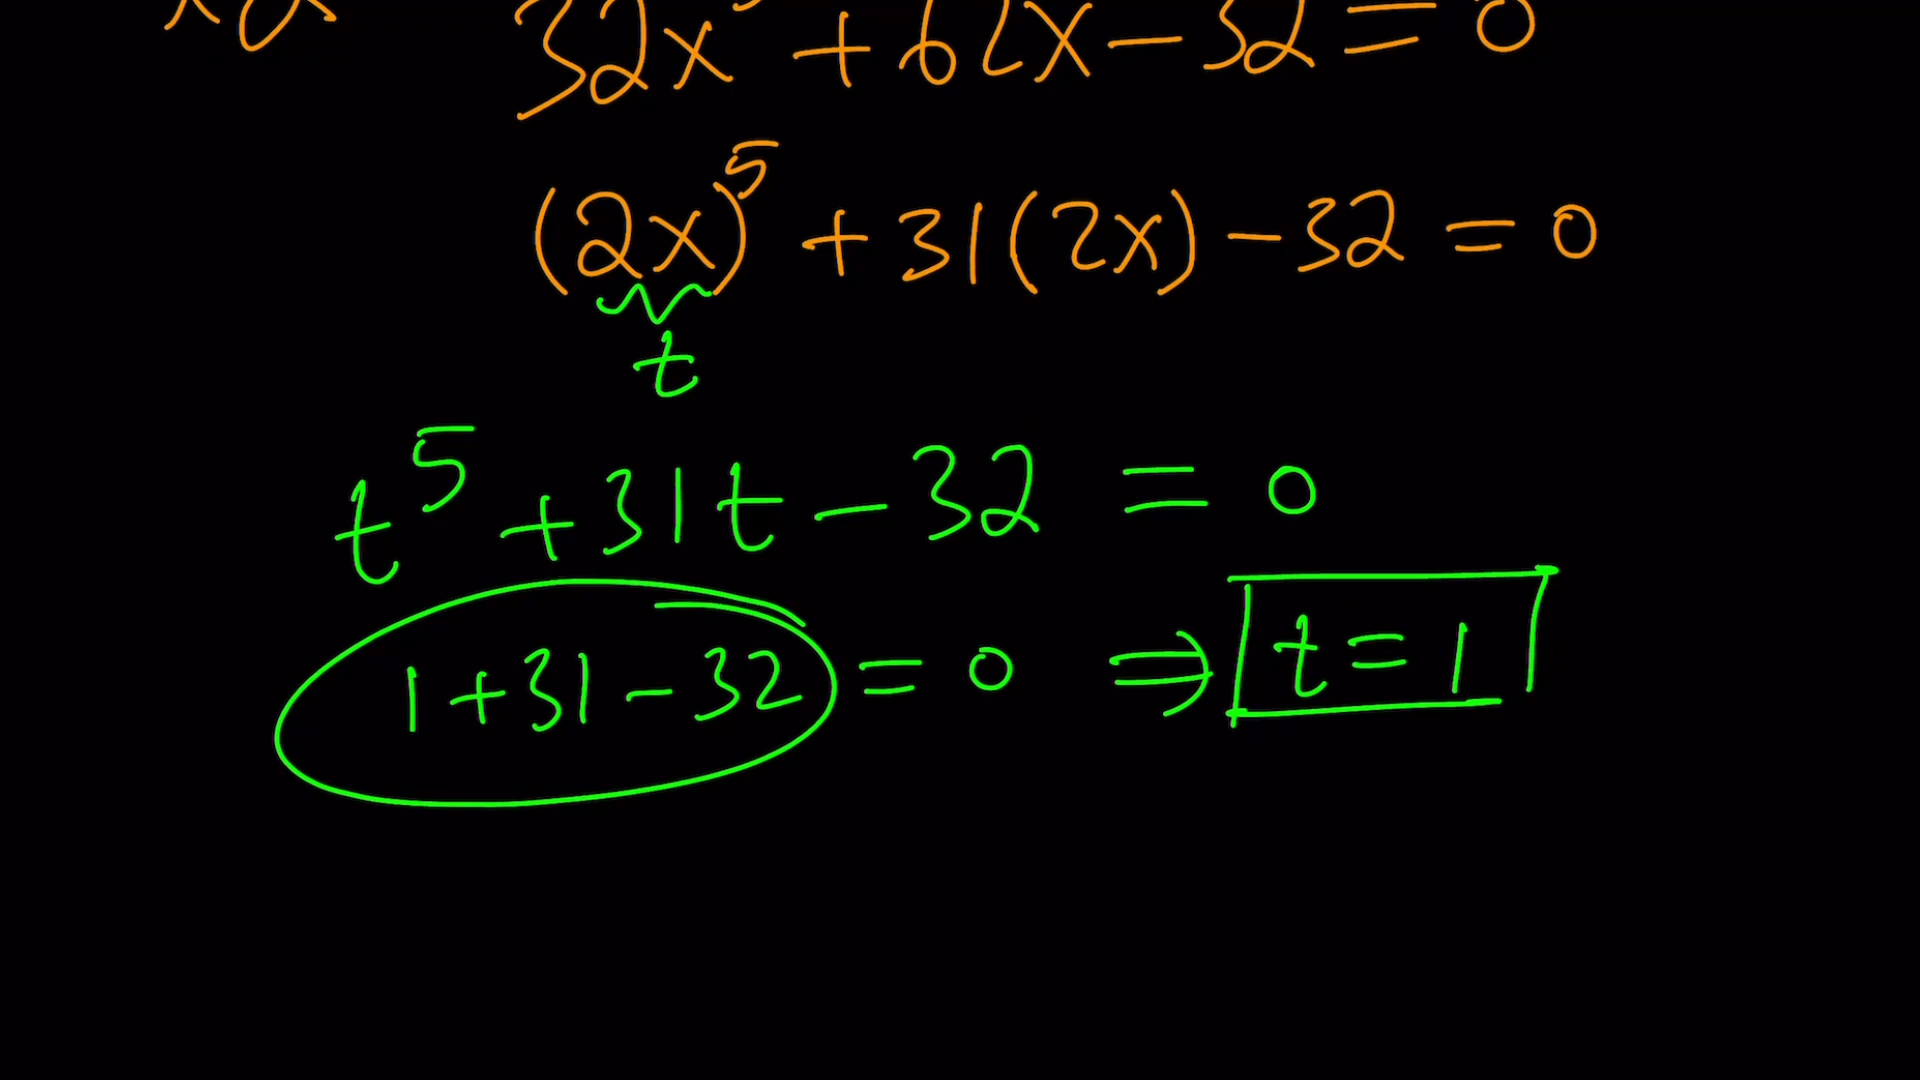 32x⁵ + 62x - 32 = 0
(2x)⁵ + 31(2x) - 32 = 0
t
t⁵ + 31t - 32 = 0
1 + 31 - 32 = 0 ⇒ t = 1